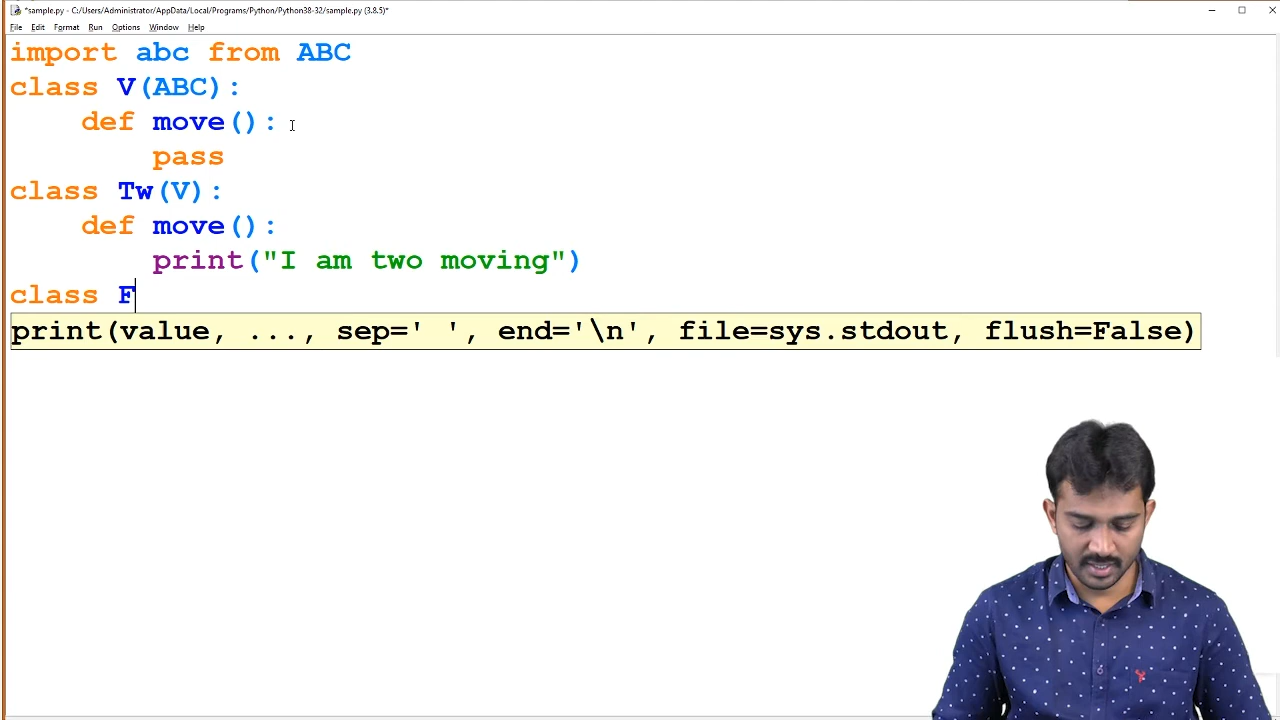 *sample.py - C:/Users/Administrator/AppData/Local/Programs/Python/Python38-32/sample.py (3.8.5)*
File Edit Format Run Options Window Help
import abc from ABC
class V(ABC):
    def move():
        pass
class Tw(V):
    def move():
        print("I am two moving")
class F
print(value, ..., sep=' ', end='\n', file=sys.stdout, flush=False)